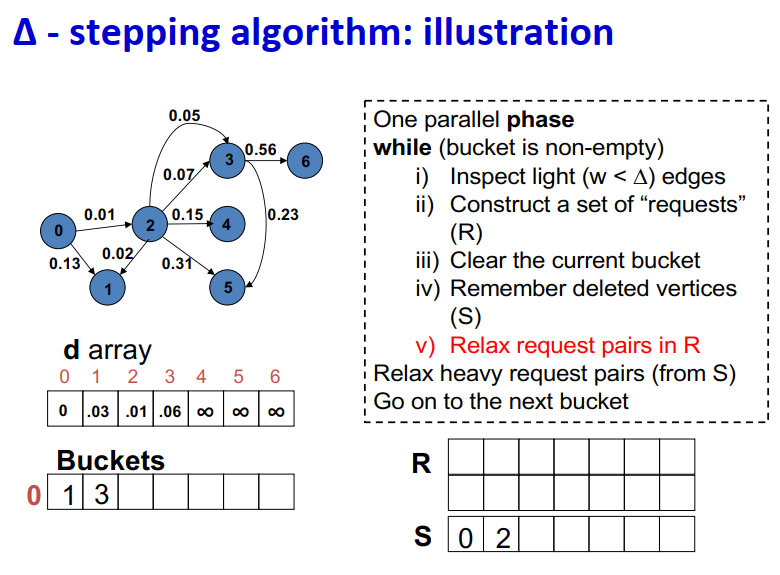 Δ - stepping algorithm: illustration
0.05
3
0.56
6
0.07
0.01
2
0.15
4
0.23
0
0.13
0.02
0.31
1
5
One parallel phase
while (bucket is non-empty)
i) Inspect light (w < Δ) edges
ii) Construct a set of “requests”
(R)
iii) Clear the current bucket
iv) Remember deleted vertices
(S)
v) Relax request pairs in R
Relax heavy request pairs (from S)
Go on to the next bucket
d array
0 1 2 3 4 5 6
0 .03 .01 .06 ∞ ∞ ∞
Buckets
0 1 3
R
S 0 2